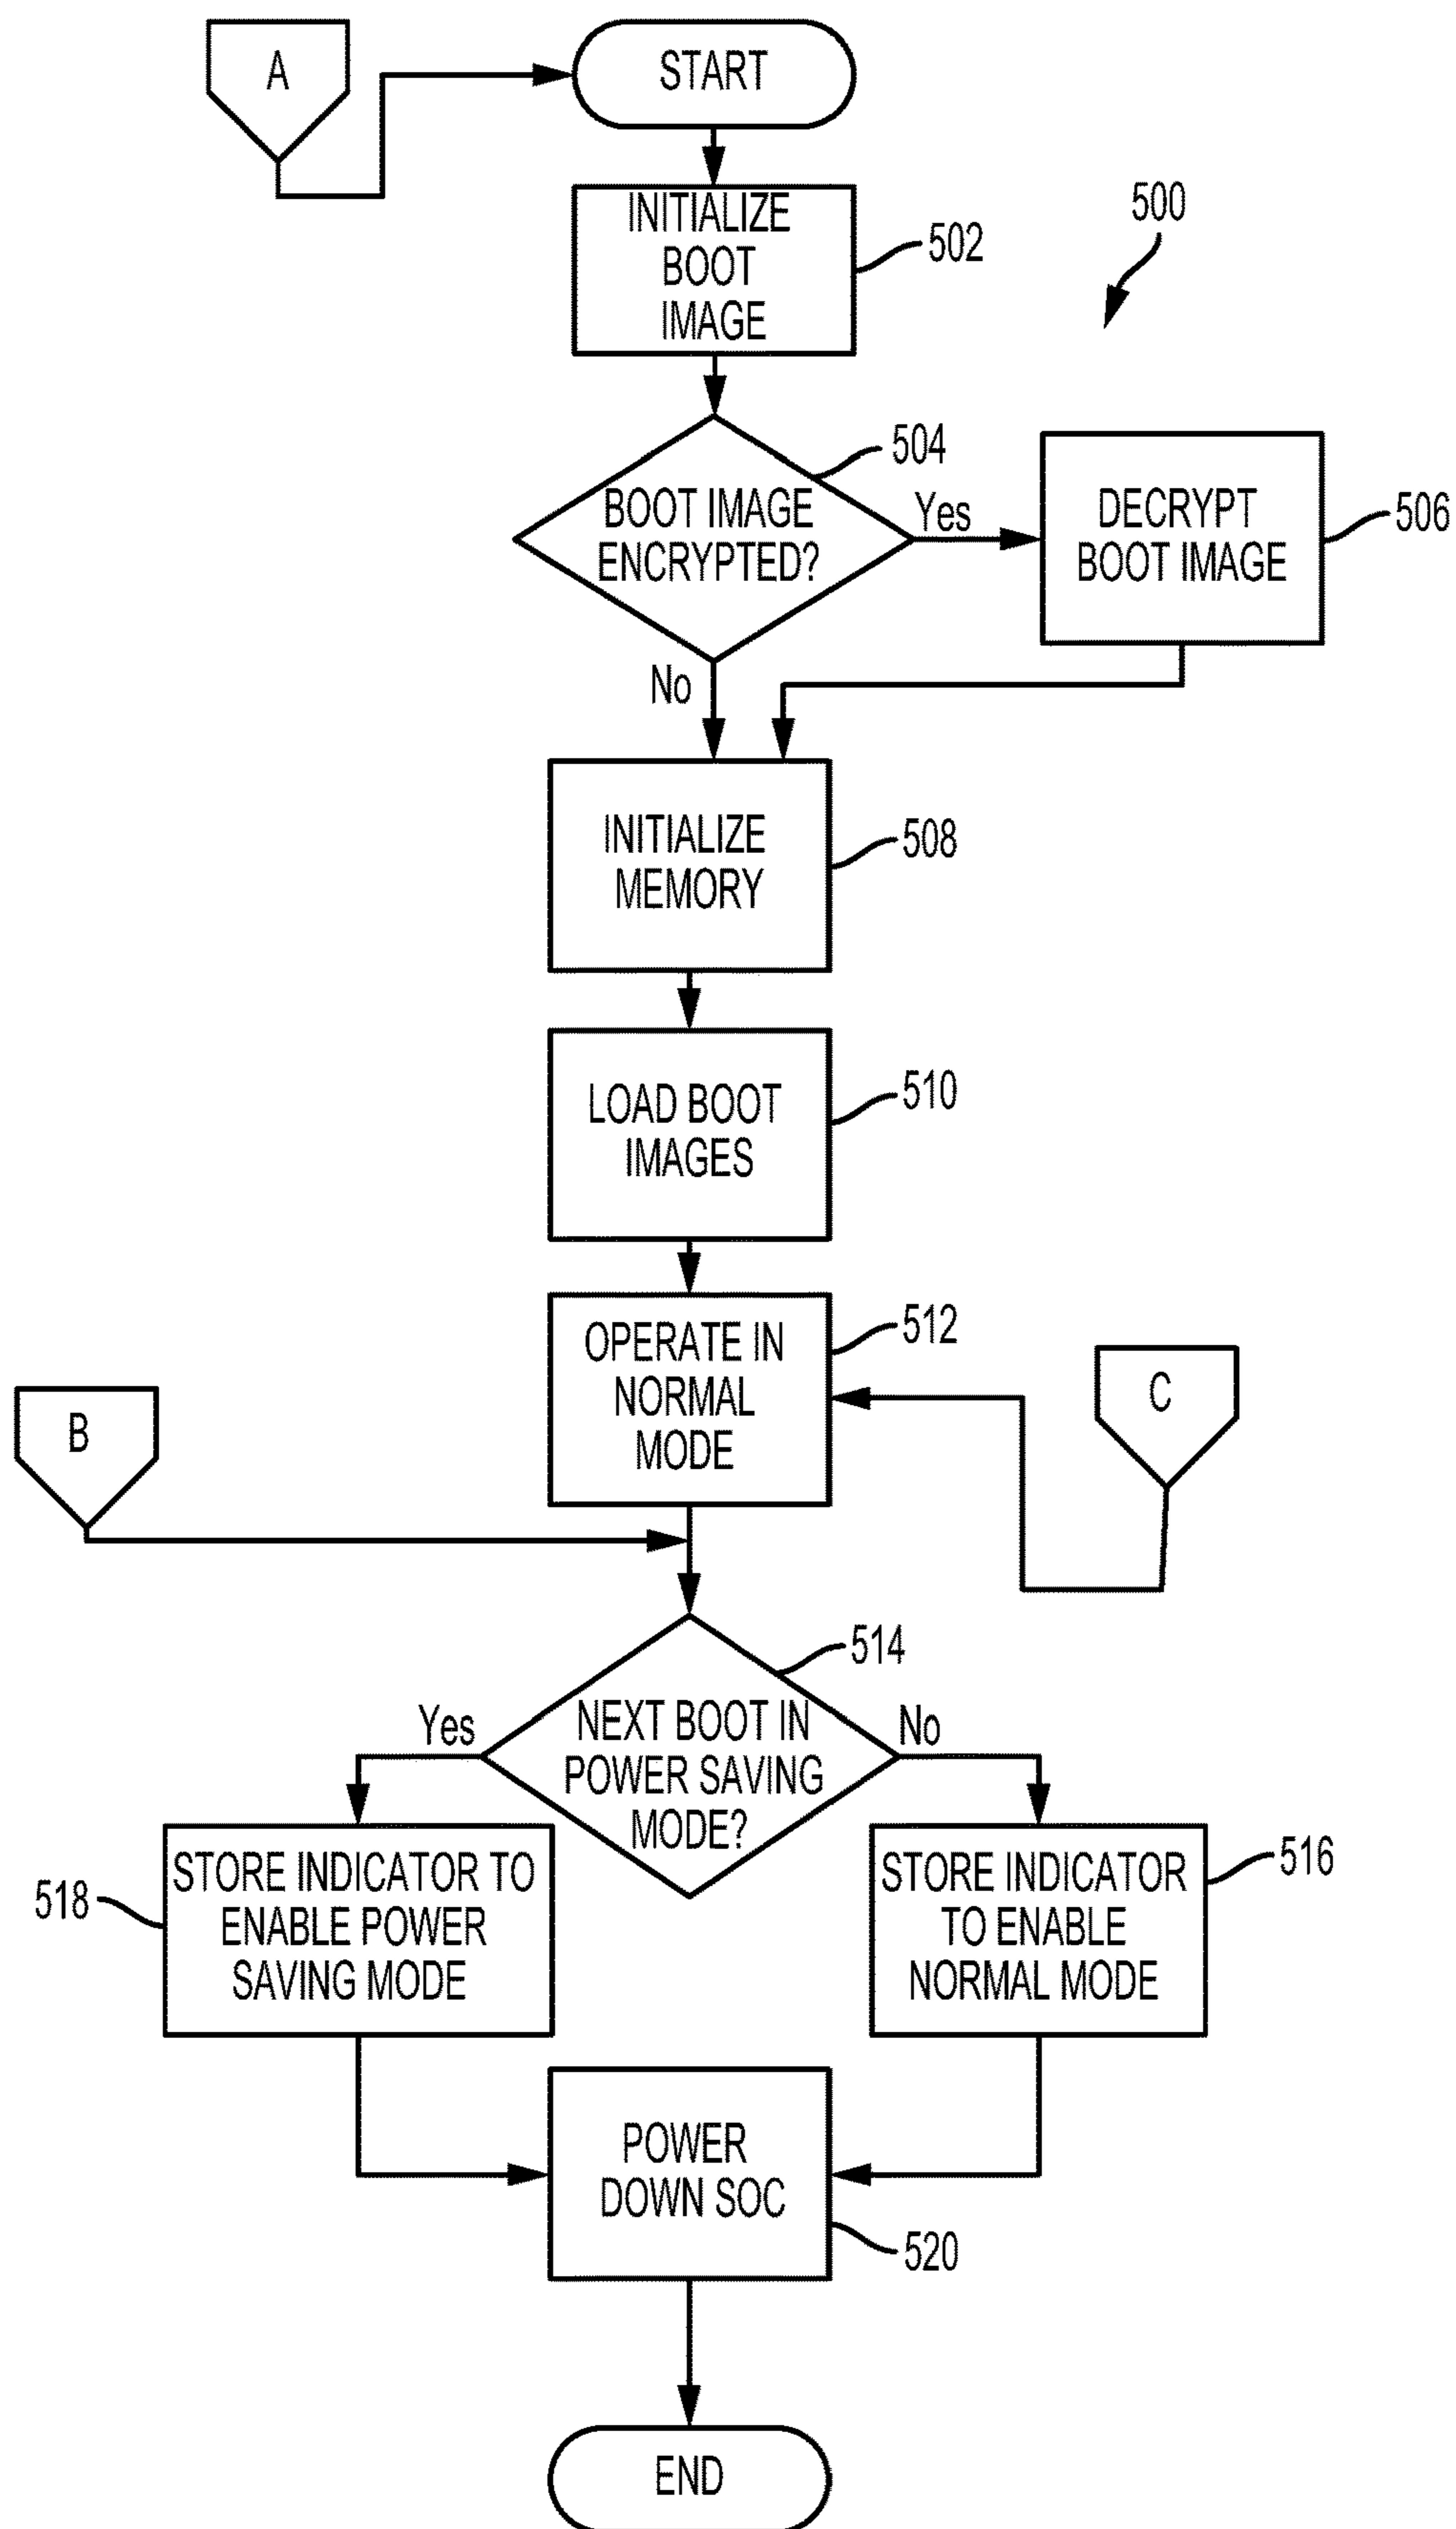 A
START
INITIALIZE
BOOT
IMAGE
502
500
504
BOOT IMAGE
ENCRYPTED?
Yes
DECRYPT
BOOT IMAGE
506
No
INITIALIZE
MEMORY
508
LOAD BOOT
IMAGES
510
OPERATE IN
NORMAL
MODE
512
B
C
514
NEXT BOOT IN
POWER SAVING
MODE?
Yes
No
STORE INDICATOR TO
ENABLE POWER
SAVING MODE
518
STORE INDICATOR
TO ENABLE
NORMAL MODE
516
POWER
DOWN SOC
520
END